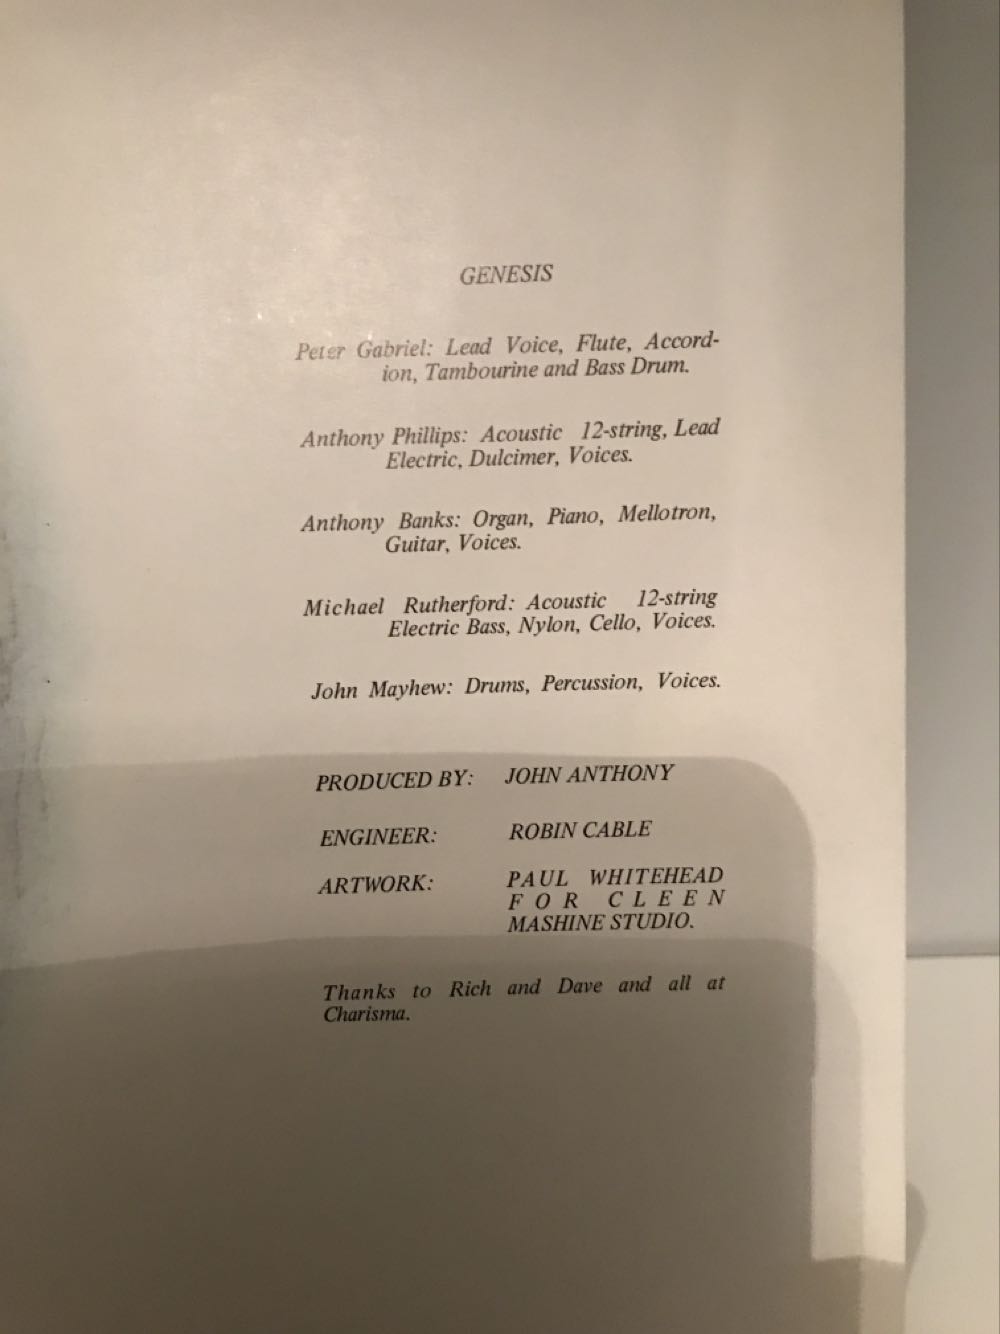 GENESIS
Peter Gabriel: Lead Voice, Flute, Accord-
ion, Tambourine and Bass Drum.
Anthony Phillips: Acoustic 12-string, Lead
Electric, Dulcimer, Voices.
Anthony Banks: Organ, Piano, Mellotron,
Guitar, Voices.
Michael Rutherford: Acoustic 12-string
Electric Bass, Nylon, Cello, Voices.
John Mayhew: Drums, Percussion, Voices.
PRODUCED BY: JOHN ANTHONY
ENGINEER: ROBIN CABLE
ARTWORK: PAUL WHITEHEAD
FOR CLEEN
MASHINE STUDIO.
Thanks to Rich and Dave and all at
Charisma.